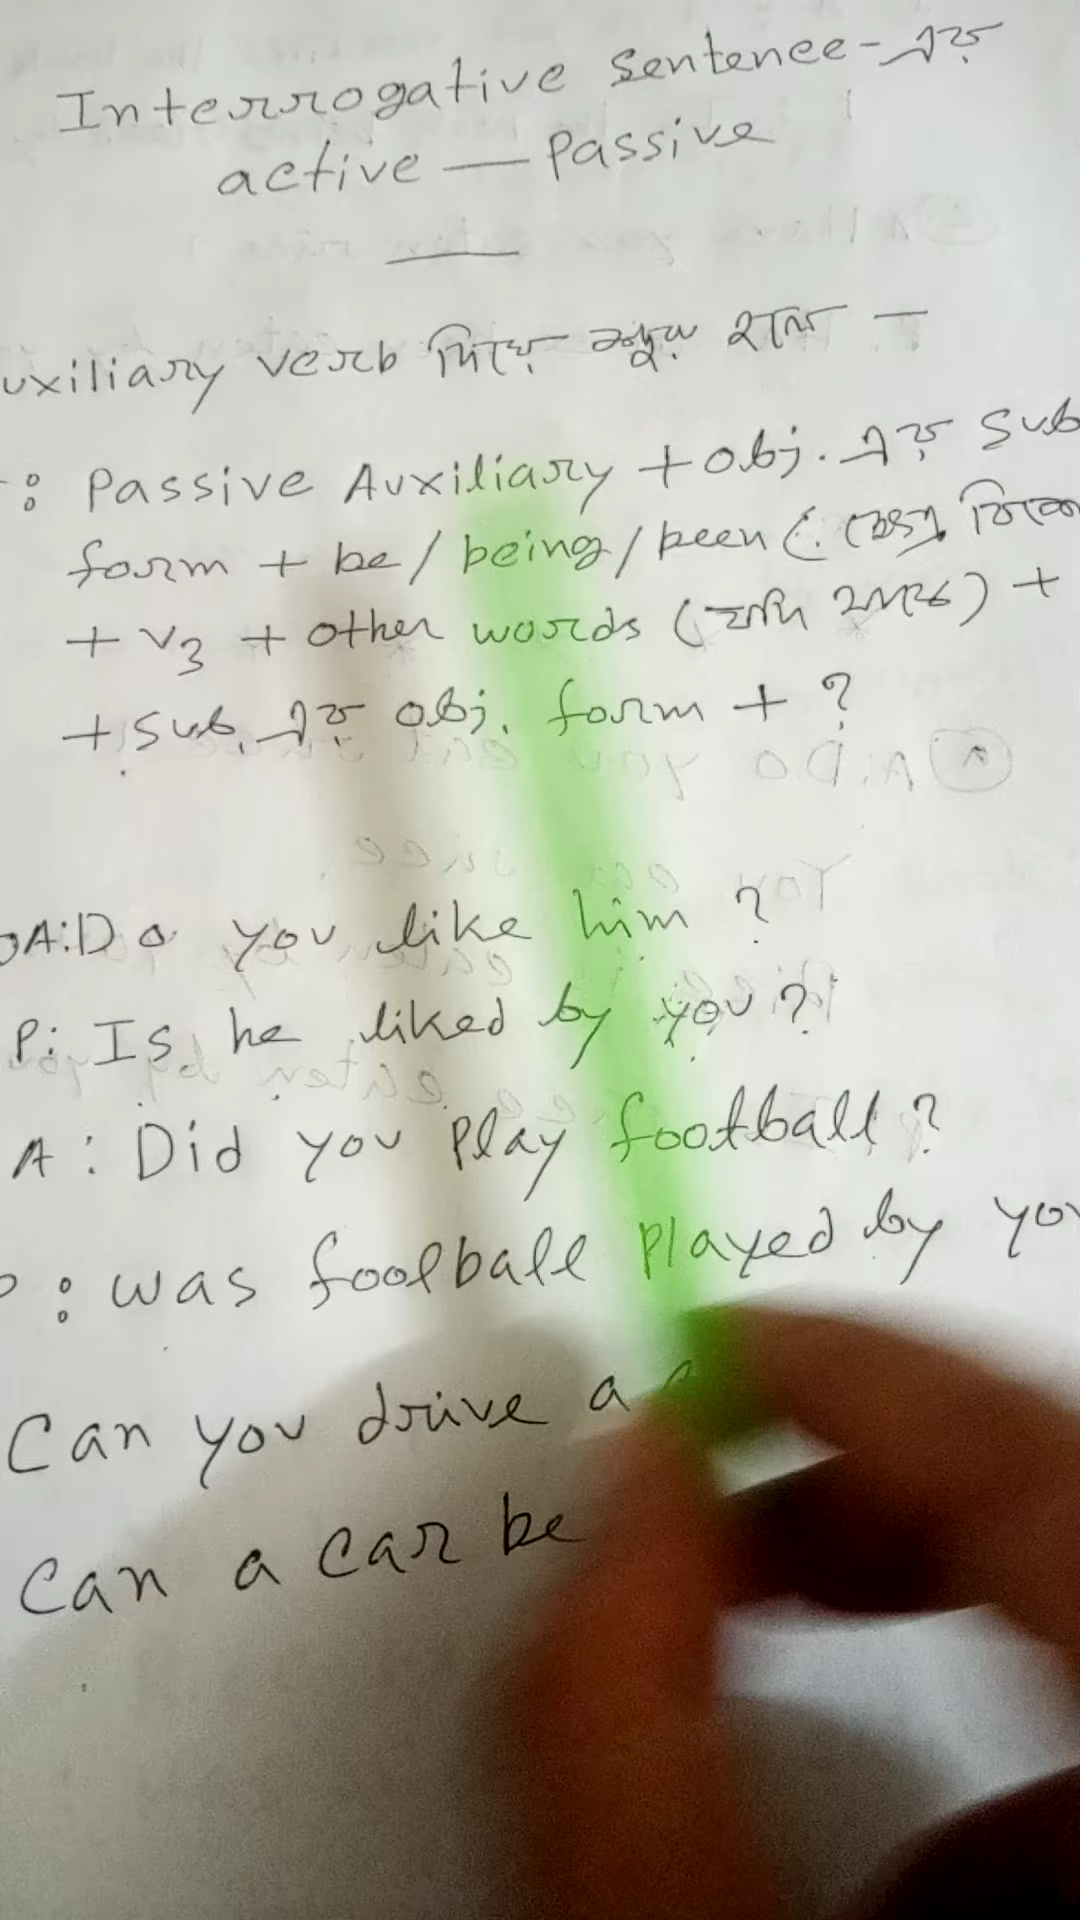 Interrogative Sentence-এর
active — Passive
uxiliary verb দিয়ে শুরু হলে —
: Passive Auxiliary + obj. এর Sub
form + be / being / been (
+ V3 + other words (যদি থাকে) +
+ Sub. এর obj. form + ?
A: Do you like him ?
P: Is he liked by you ?
A : Did you Play football ?
: was foolball Played by you
Can you drive a
Can a car be